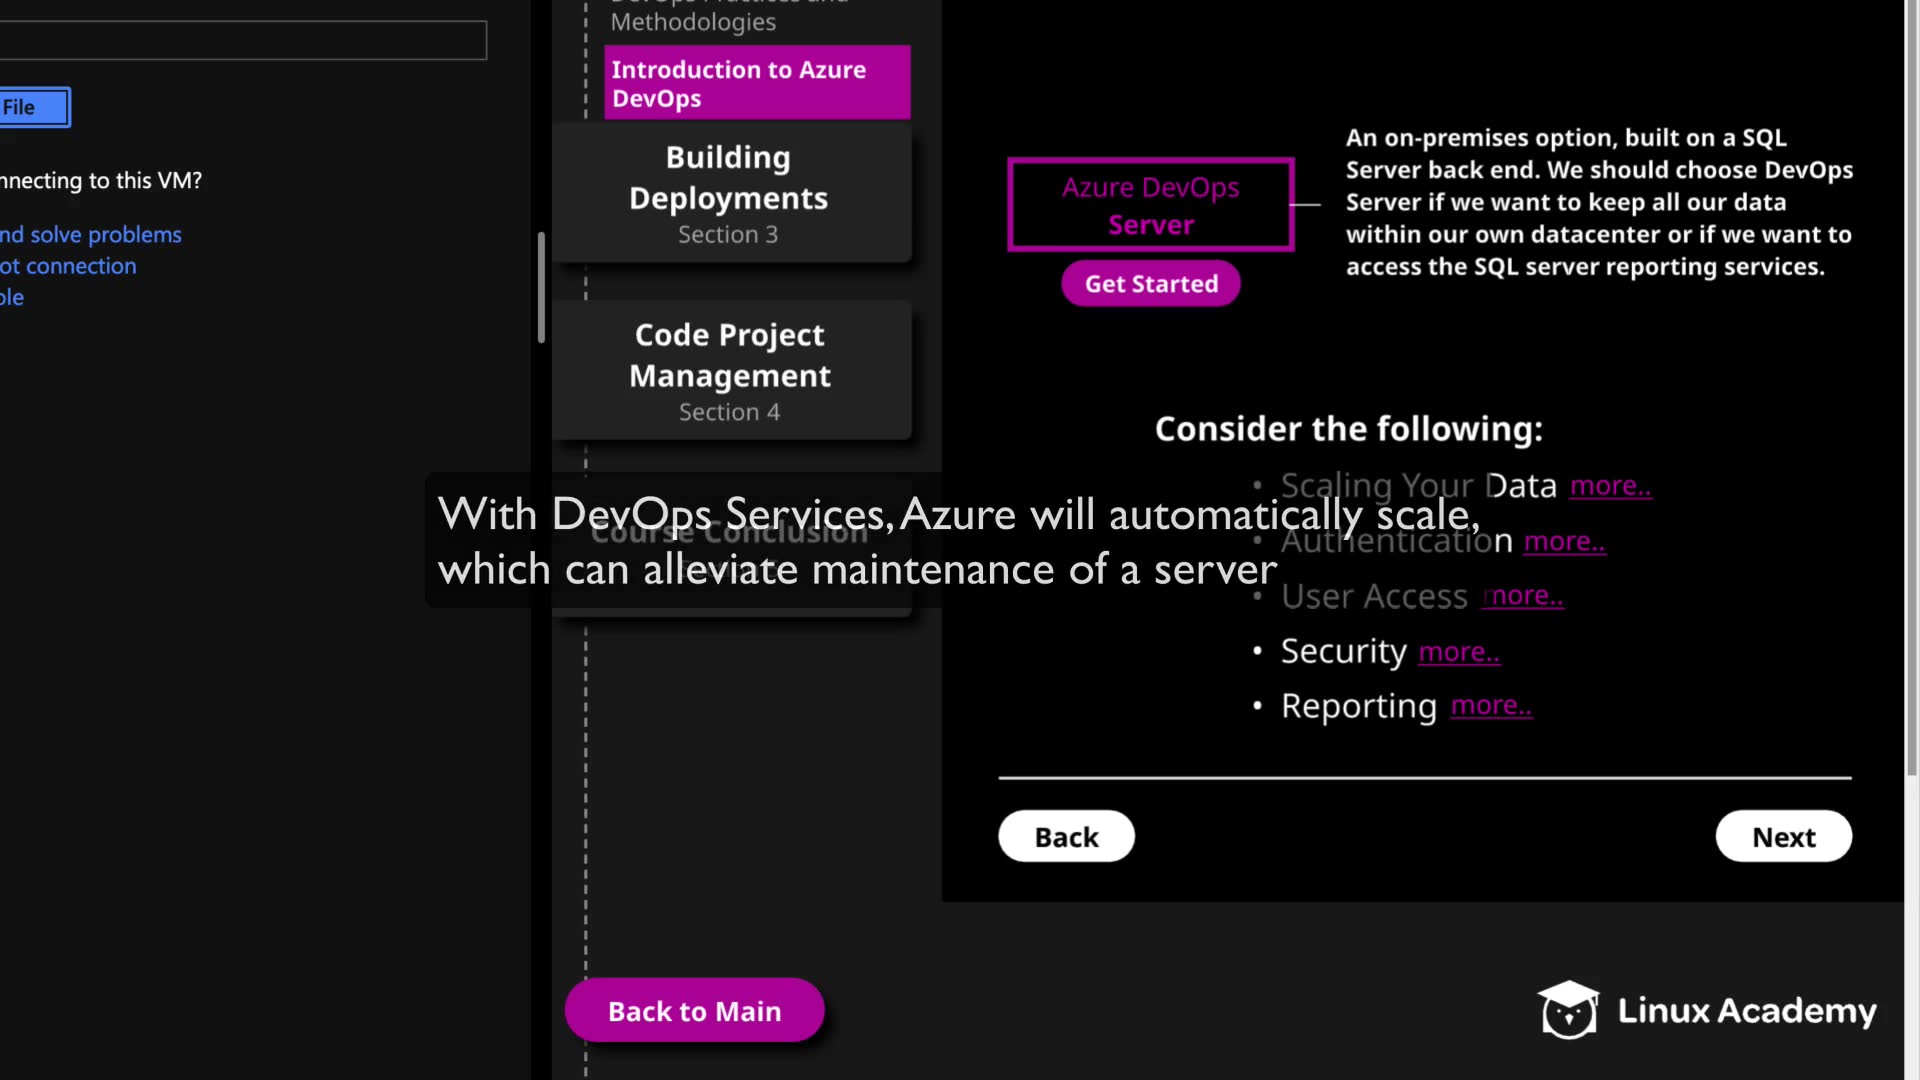 DevOps Practices and
Methodologies
Introduction to Azure
DevOps
File
nnecting to this VM?
nd solve problems
ot connection
ble
Building
Deployments
Section 3
Code Project
Management
Section 4
Course Conclusion
With DevOps Services, Azure will automatically scale,
which can alleviate maintenance of a server
Azure DevOps
Server
Get Started
An on-premises option, built on a SQL
Server back end. We should choose DevOps
Server if we want to keep all our data
within our own datacenter or if we want to
access the SQL server reporting services.
Consider the following:
• Scaling Your Data more..
• Authentication more..
• User Access more..
• Security more..
• Reporting more..
Back
Next
Back to Main
Linux Academy